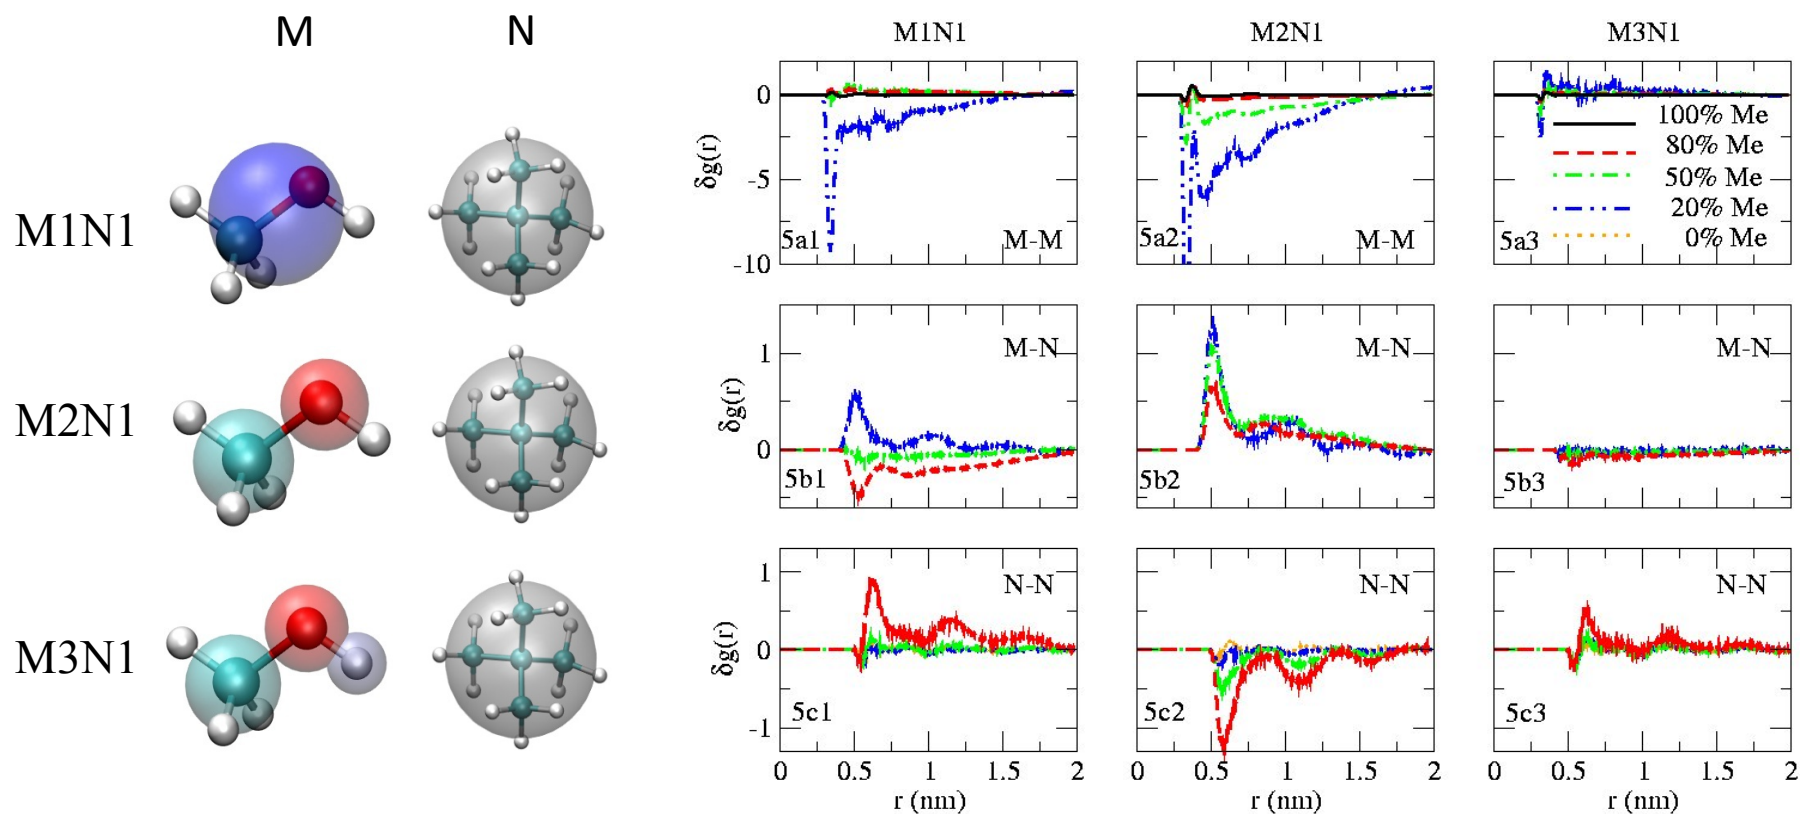 M N
M1N1
M2N1
M3N1
M1N1 M2N1 M3N1
δg(r)
0
-5
-10
5a1 M-M
5a2 M-M
5a3
100% Me
80% Me
50% Me
20% Me
0% Me
δg(r)
1
0
M-N
5b1
M-N
5b2
M-N
5b3
δg(r)
1
0
-1
N-N
5c1
N-N
5c2
N-N
5c3
0 0.5 1 1.5 2
r (nm)
0 0.5 1 1.5 2
r (nm)
0 0.5 1 1.5 2
r (nm)